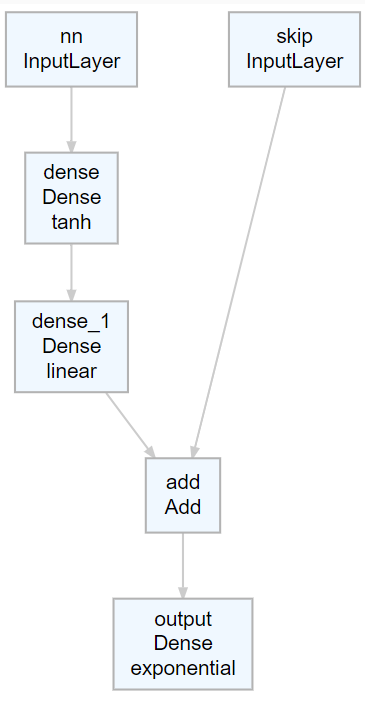 nn
InputLayer
skip
InputLayer
dense
Dense
tanh
dense_1
Dense
linear
add
Add
output
Dense
exponential